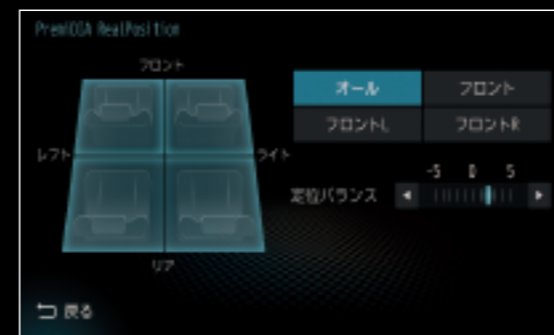 PremiDIA RealPosition
フロント
オール
フロント
フロントL
フロントR
レフト
ライト
-5 0 5
定位バランス
リア
戻る